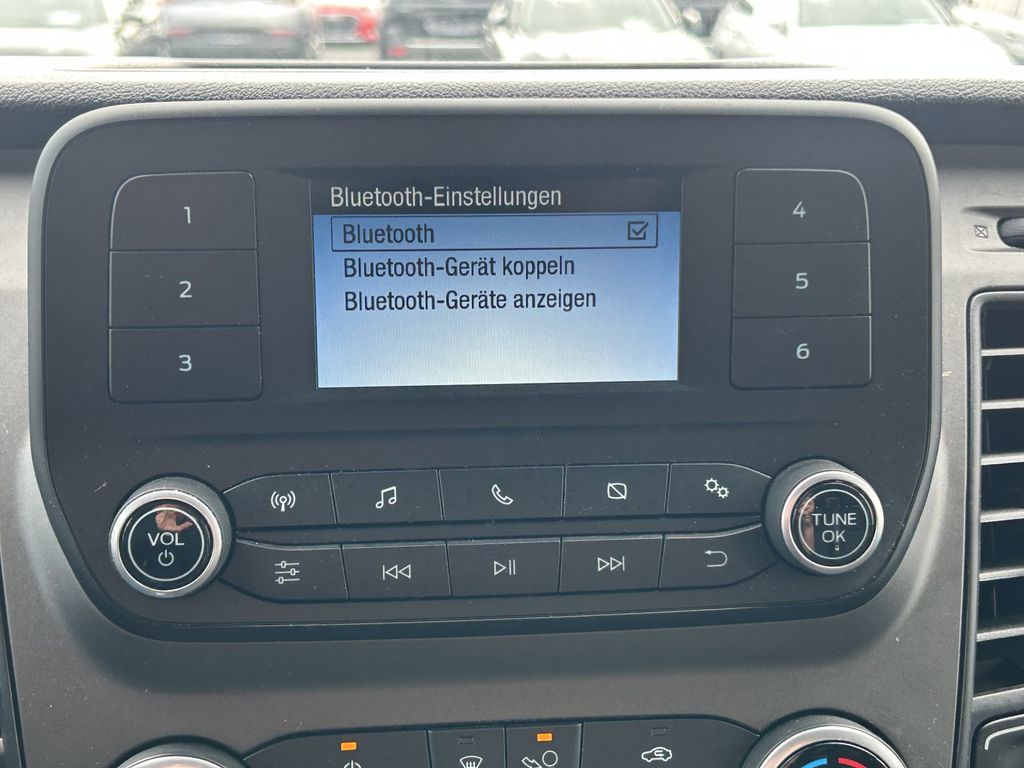 Bluetooth-Einstellungen
Bluetooth
Bluetooth-Gerät koppeln
Bluetooth-Geräte anzeigen
1
2
3
4
5
6
VOL
TUNE
OK